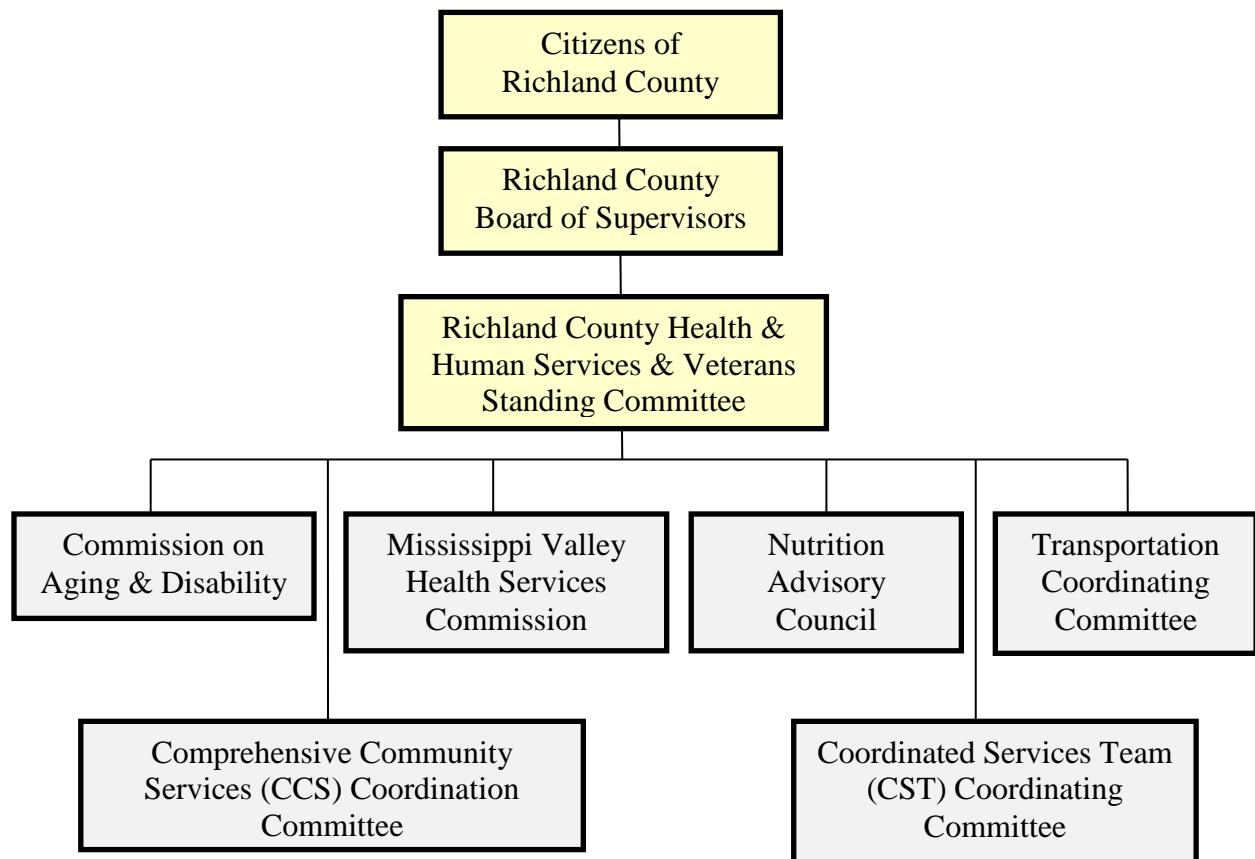 Citizens of
Richland County
Richland County
Board of Supervisors
Richland County Health &
Human Services & Veterans
Standing Committee
Commission on
Aging & Disability
Mississippi Valley
Health Services
Commission
Nutrition
Advisory
Council
Transportation
Coordinating
Committee
Comprehensive Community
Services (CCS) Coordination
Committee
Coordinated Services Team
(CST) Coordinating
Committee